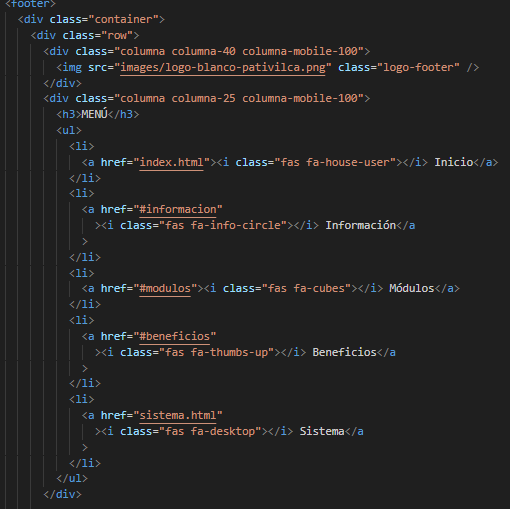 <footer>
<div class="container">
<div class="row">
<div class="columna columna-40 columna-mobile-100">
<img src="images/logo-blanco-pativilca.png" class="logo-footer" />
</div>
<div class="columna columna-25 columna-mobile-100">
<h3>MENÚ</h3>
<ul>
<li>
<a href="index.html"><i class="fas fa-house-user"></i> Inicio</a>
</li>
<li>
<a href="#informacion"
><i class="fas fa-info-circle"></i> Información</a
>
</li>
<li>
<a href="#modulos"><i class="fas fa-cubes"></i> Módulos</a>
</li>
<li>
<a href="#beneficios"
><i class="fas fa-thumbs-up"></i> Beneficios</a
>
</li>
<li>
<a href="sistema.html"
><i class="fas fa-desktop"></i> Sistema</a
>
</li>
</ul>
</div>